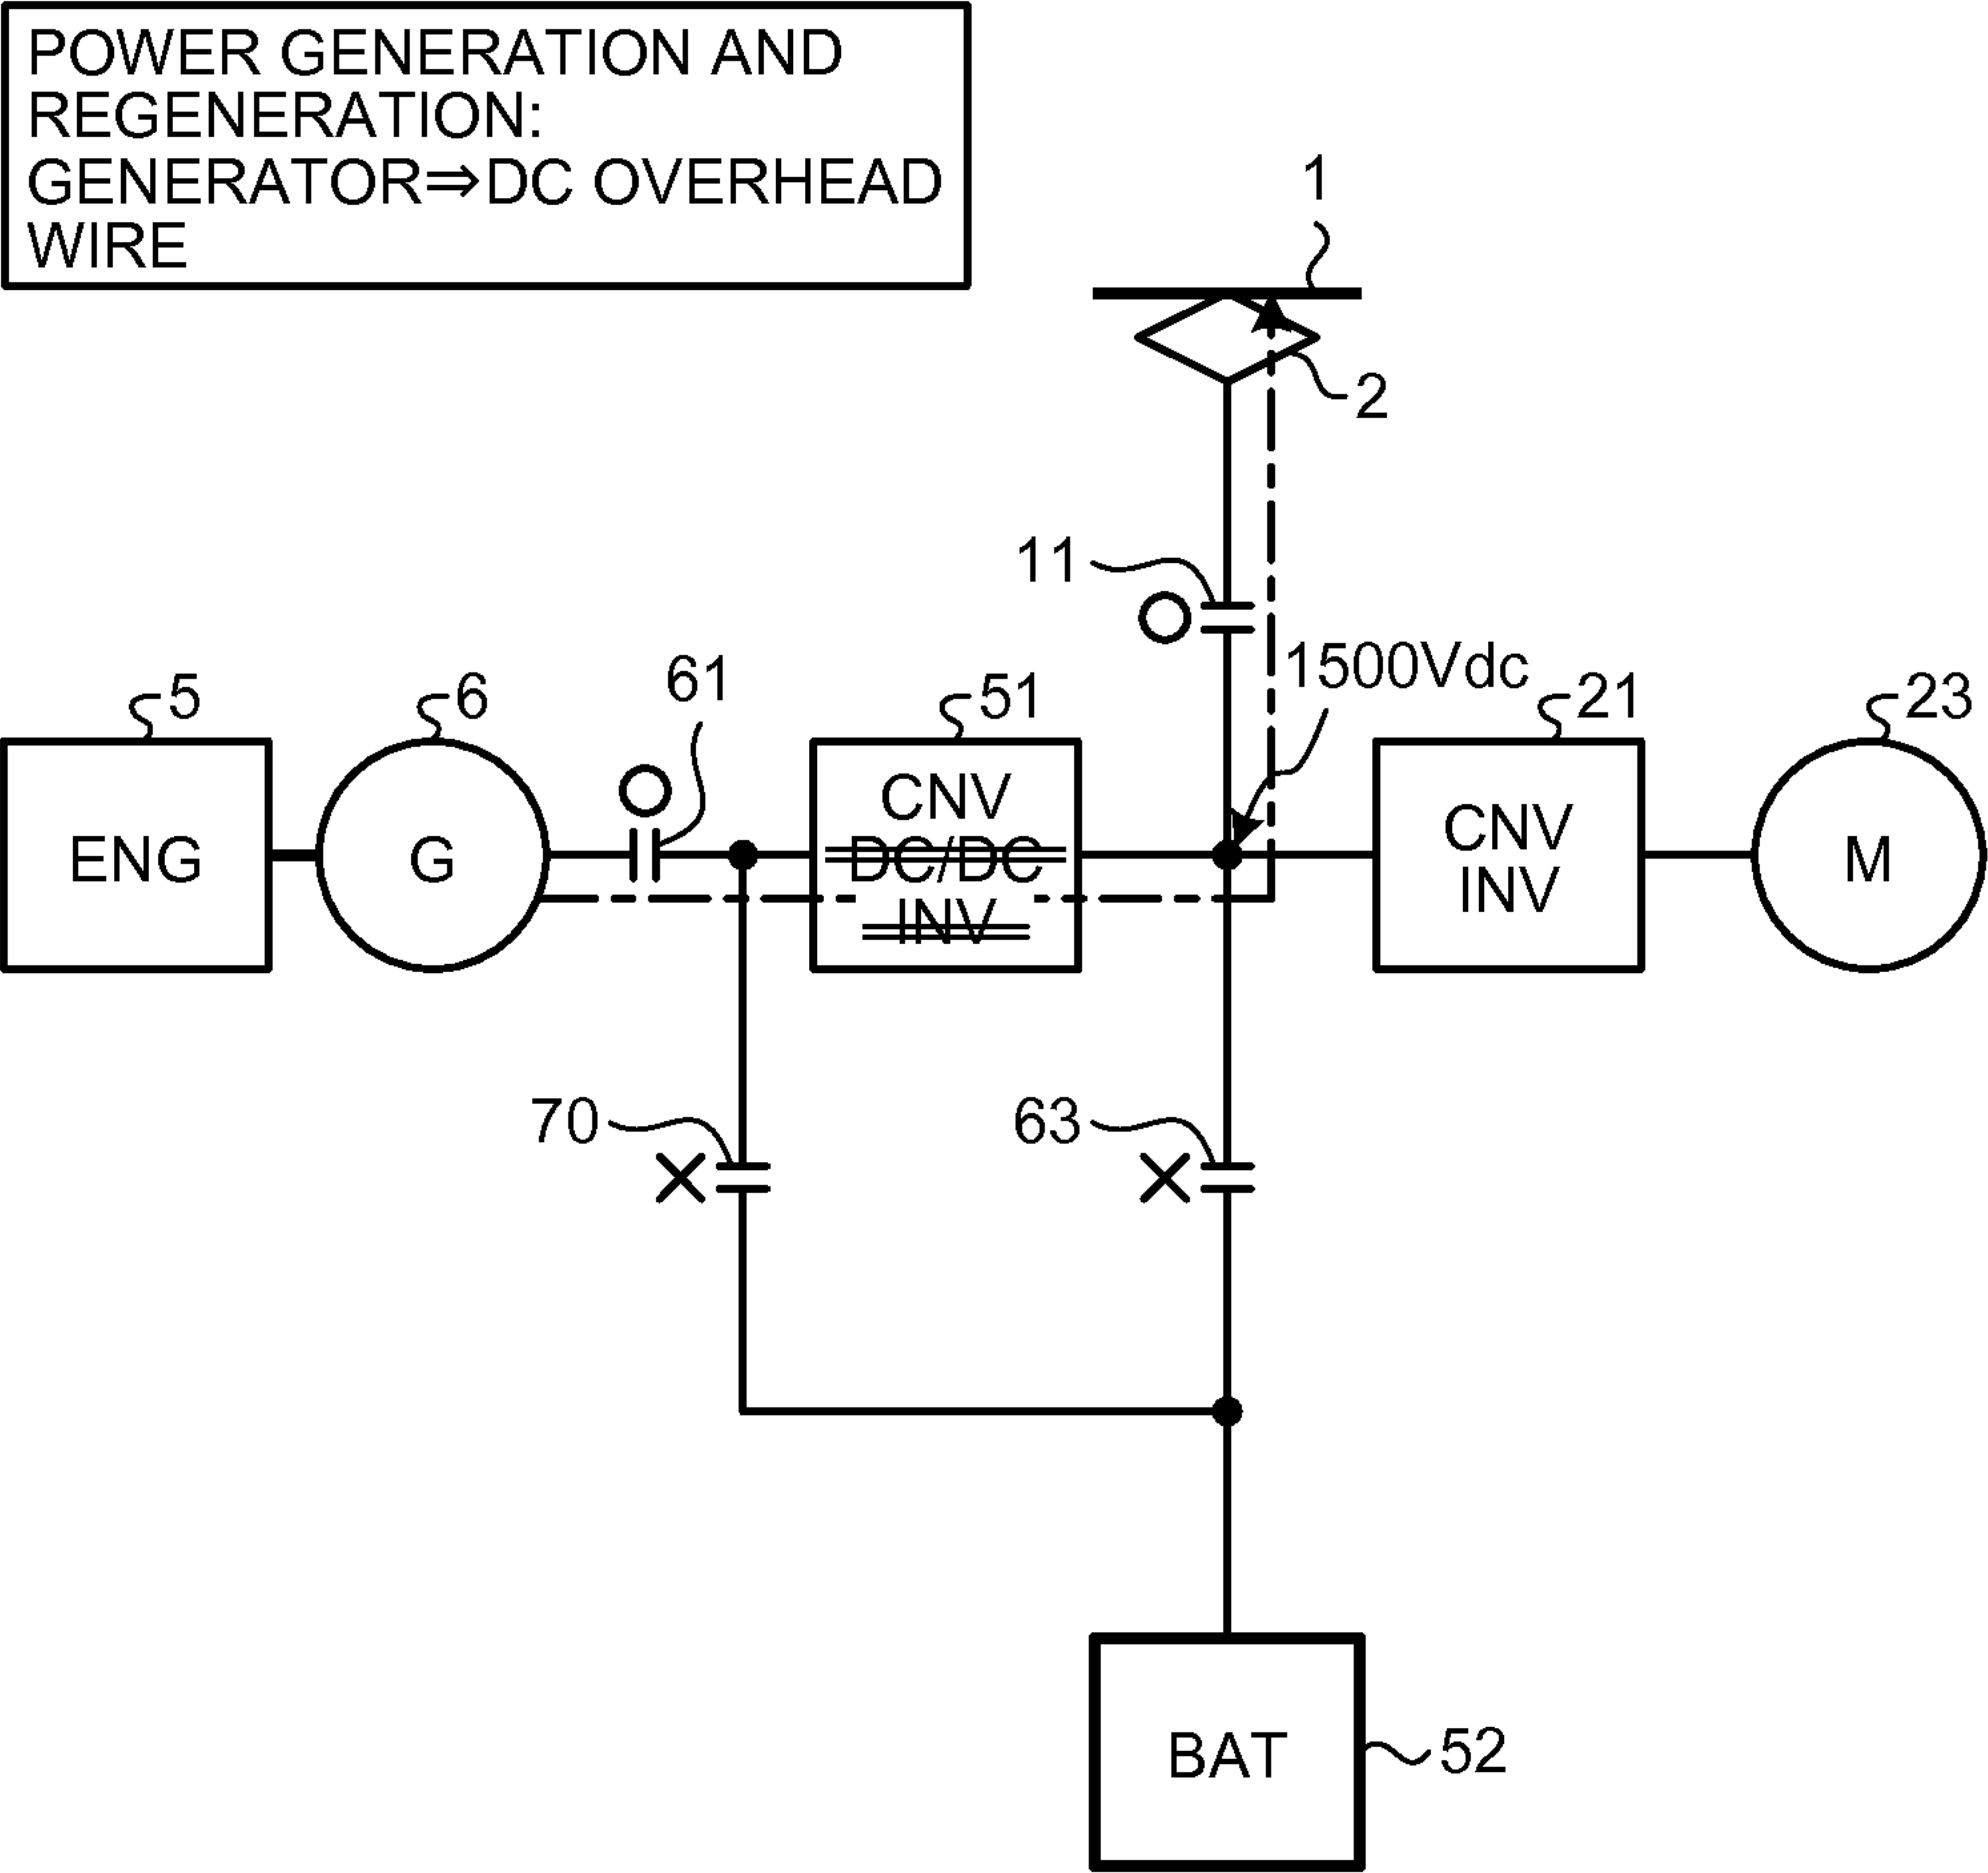 POWER GENERATION AND
REGENERATION:
GENERATOR⇒DC OVERHEAD
WIRE
1
2
11
1500Vdc
5
6
61
51
21
23
ENG
G
CNV
DC/DC
INV
CNV
INV
M
70
63
BAT
52